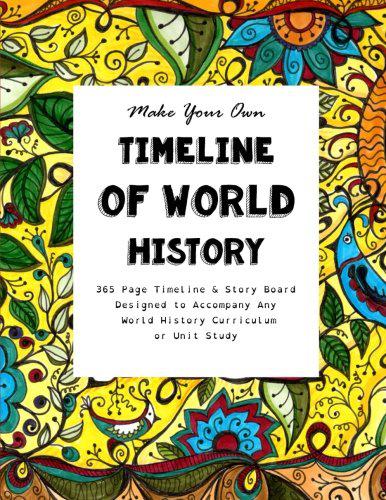 Make Your Own
TIMELINE
OF WORLD
HISTORY
365 Page Timeline & Story Board
Designed to Accompany Any
World History Curriculum
or Unit Study